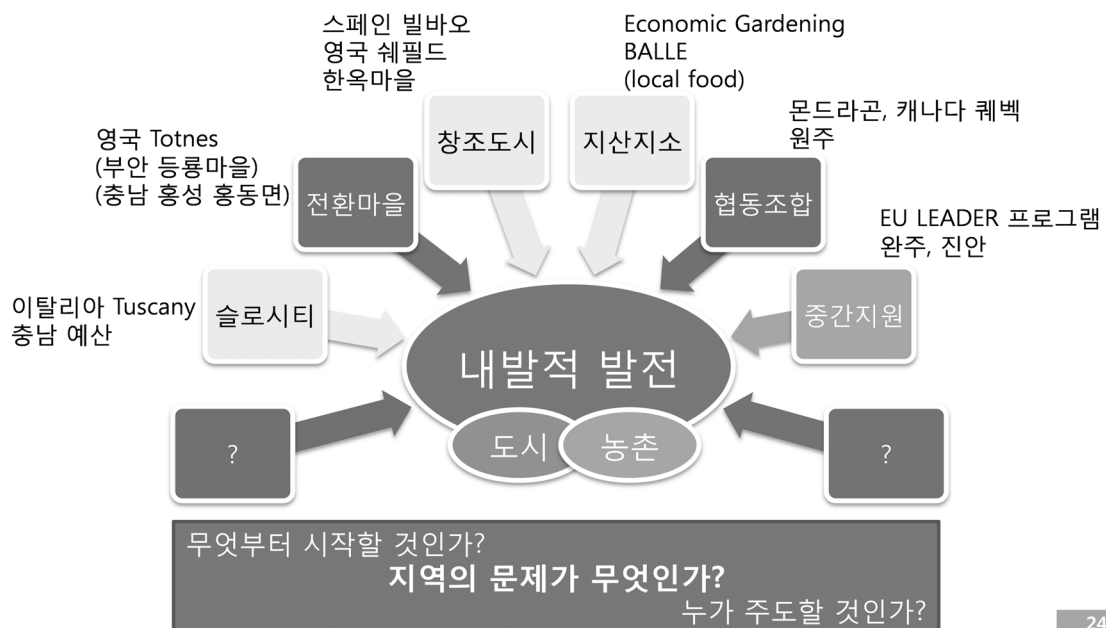 스페인 빌바오
영국 쉐필드
한옥마을
Economic Gardening
BALLE
(local food)
몬드라곤, 캐나다 퀘벡
원주
영국 Totnes
(부안 등룡마을)
(충남 홍성 홍동면)
창조도시
지산지소
전환마을
협동조합
EU LEADER 프로그램
완주, 진안
이탈리아 Tuscany
충남 예산
슬로시티
중간지원
내발적 발전
도시
농촌
?
?
무엇부터 시작할 것인가?
지역의 문제가 무엇인가?
누가 주도할 것인가?
24